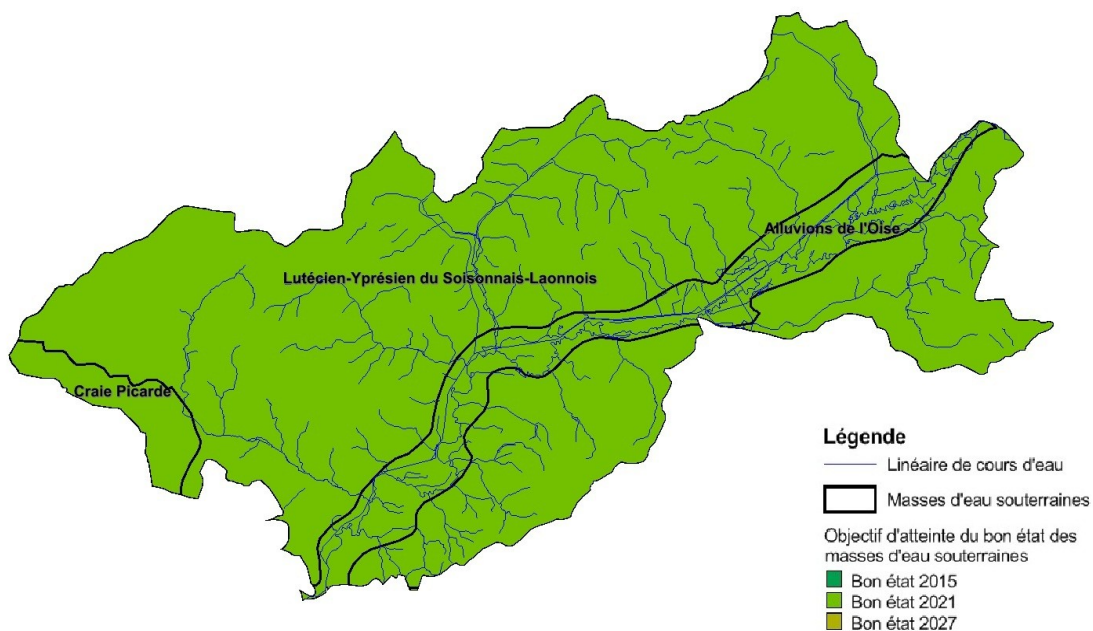 Alluvions de l'Oise
Lutécien-Yprésien du Soisonnais-Laonnois
Craie Picarde
Légende
Linéaire de cours d'eau
Masses d'eau souterraines
Objectif d'atteinte du bon état des
masses d'eau souterraines
Bon état 2015
Bon état 2021
Bon état 2027